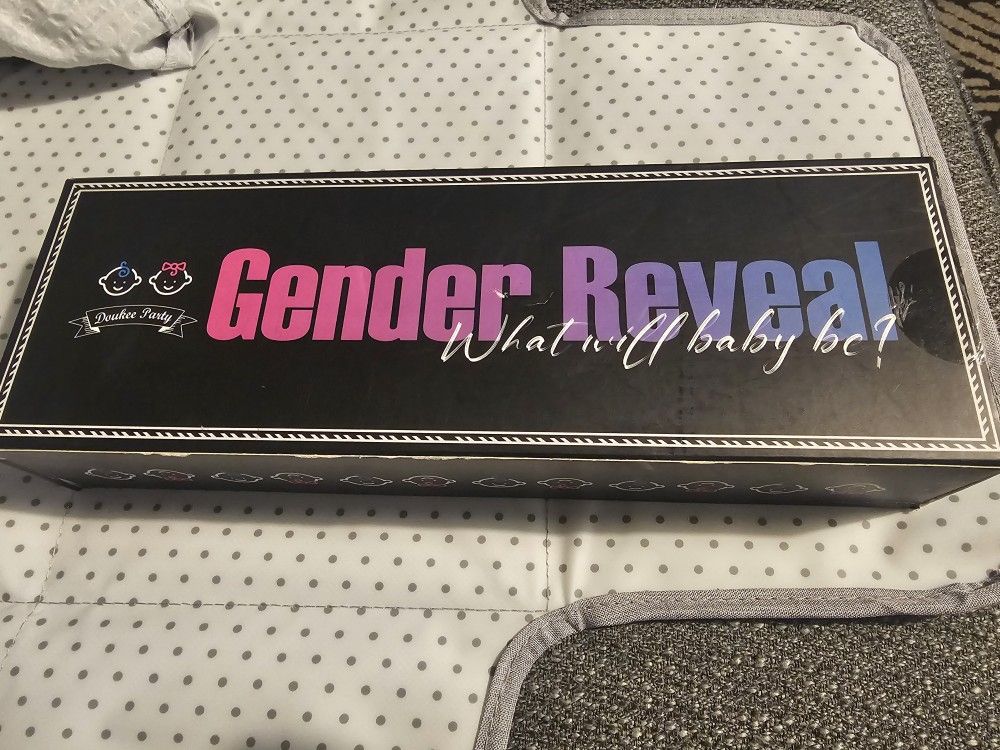 Doukee Party
Gender Reveal
What will baby be?